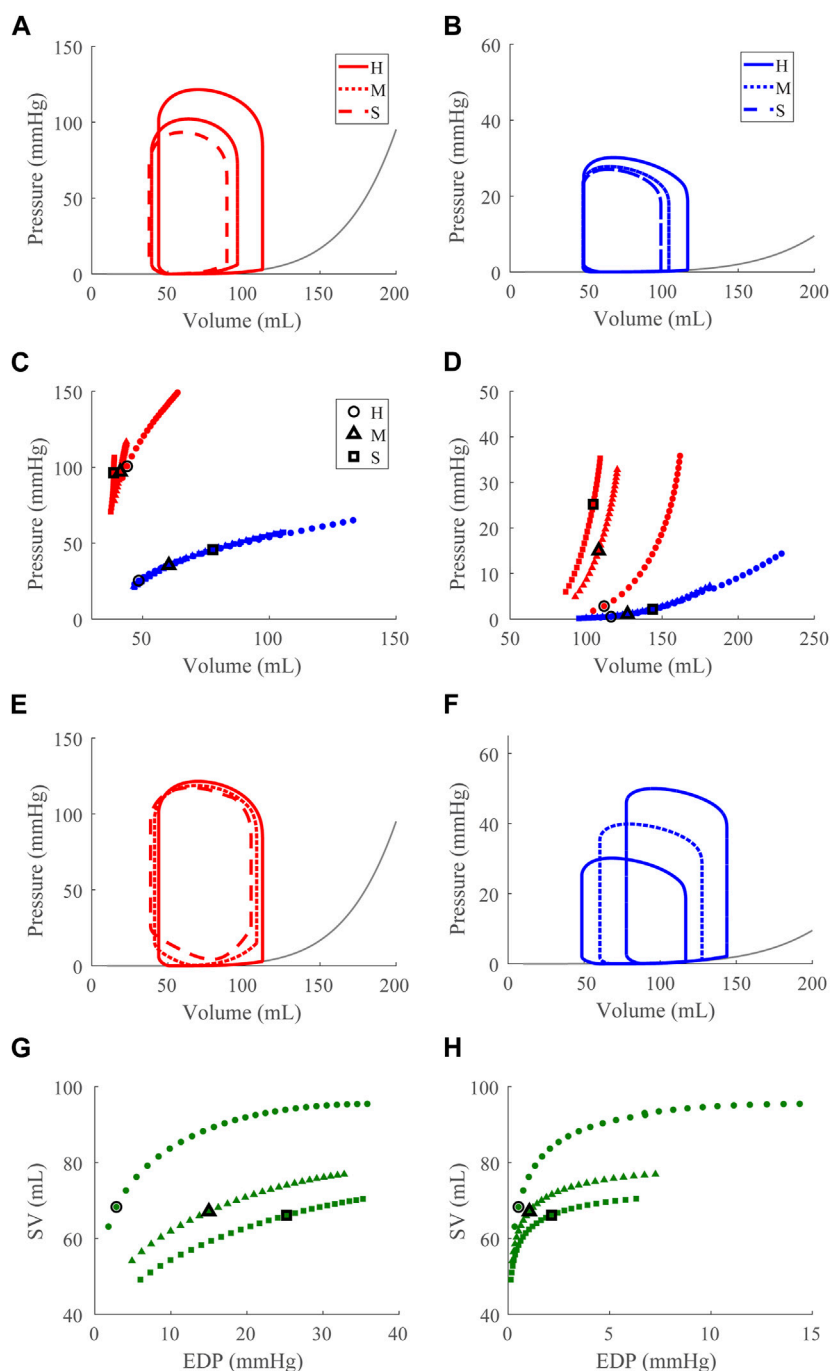 A
150
100
50
0
Pressure (mmHg)
H
M
S
0 50 100 150 200
Volume (mL)
B
60
40
20
0
Pressure (mmHg)
H
M
S
0 50 100 150 200
Volume (mL)
C
150
100
50
0
Pressure (mmHg)
H
M
S
50 100 150
Volume (mL)
D
50
40
30
20
10
0
Pressure (mmHg)
50 100 150 200 250
Volume (mL)
E
150
100
50
0
Pressure (mmHg)
0 50 100 150 200
Volume (mL)
F
60
40
20
0
Pressure (mmHg)
0 50 100 150 200
Volume (mL)
G
100
80
60
40
SV (mL)
0 10 20 30 40
EDP (mmHg)
H
100
80
60
40
SV (mL)
0 5 10 15
EDP (mmHg)